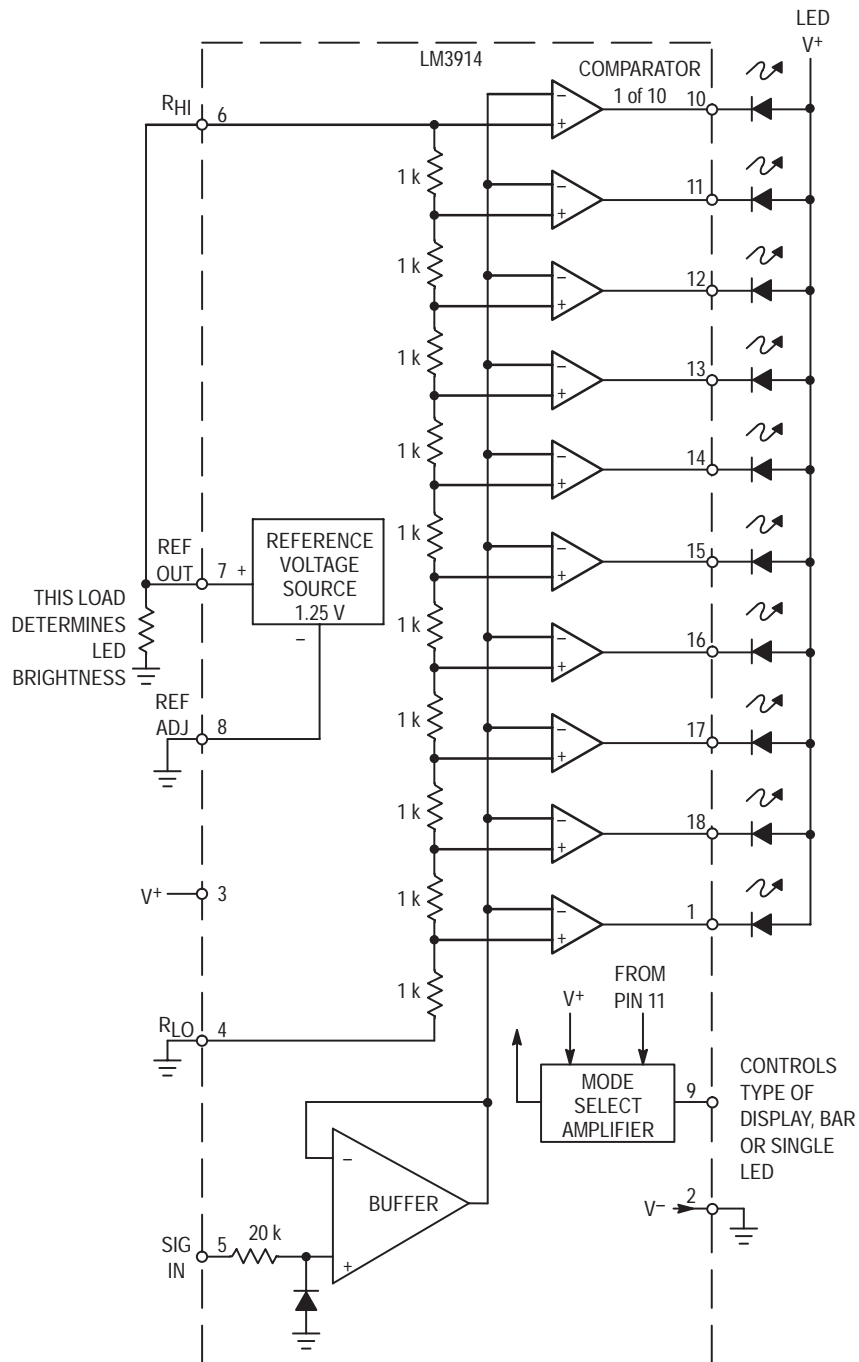 LED
V+
LM3914
COMPARATOR
1 of 10
RHI
6
−
+
10
1 k
−
+
11
1 k
−
+
12
1 k
−
+
13
1 k
−
+
14
1 k
−
+
15
REF
OUT
7
+
REFERENCE
VOLTAGE
SOURCE
1.25 V
−
THIS LOAD
DETERMINES
LED
BRIGHTNESS
1 k
−
+
16
REF
ADJ
8
1 k
−
+
17
1 k
−
+
18
V+
3
1 k
−
+
1
1 k
RLO
4
V+
FROM
PIN 11
MODE
SELECT
AMPLIFIER
9
CONTROLS
TYPE OF
DISPLAY, BAR
OR SINGLE
LED
−
BUFFER
+
V−
2
SIG
IN
5
20 k